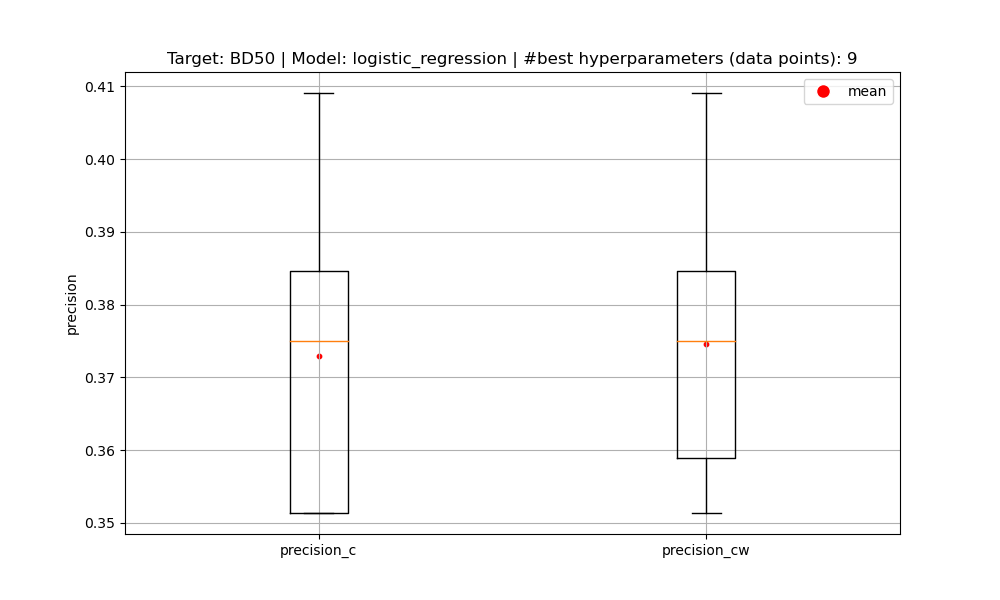 Target: BD50 | Model: logistic_regression | #best hyperparameters (data points): 9
mean
0.41
0.40
0.39
0.38
0.37
0.36
0.35
precision
precision_c
precision_cw